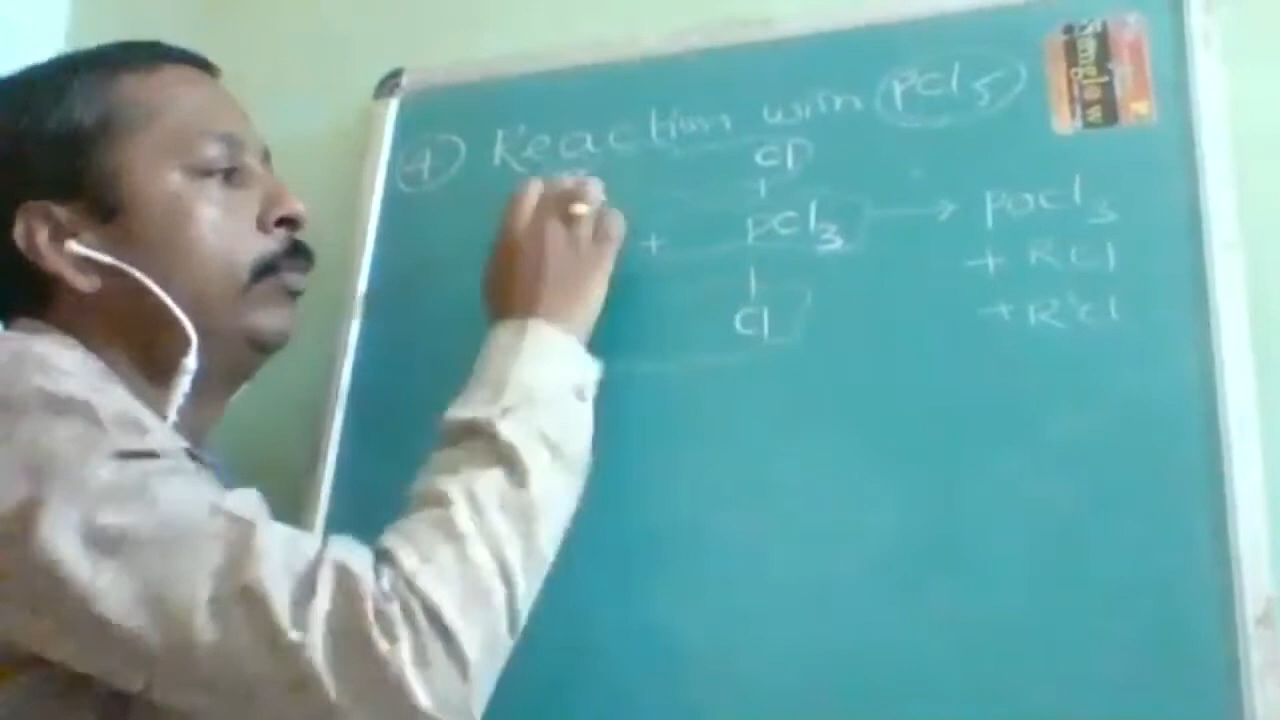 4 Reaction with PCl5
Cl
+ PCl3 → POCl3
+ RCl
Cl
+ R'Cl